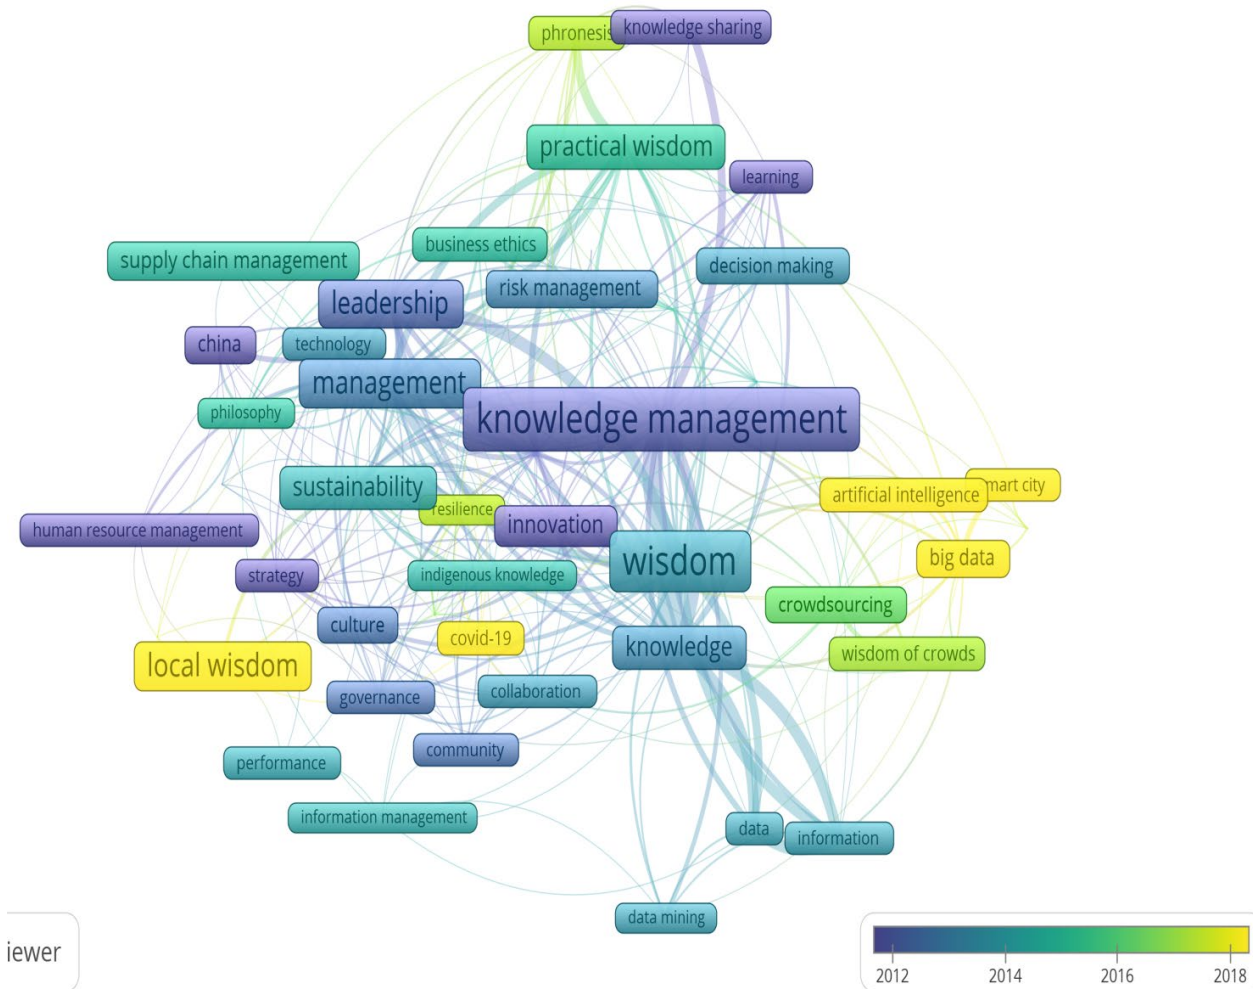 phronesis
knowledge sharing
practical wisdom
learning
business ethics
supply chain management
decision making
risk management
leadership
china
technology
management
knowledge management
philosophy
sustainability
artificial intelligence
mart city
resilience
innovation
human resource management
wisdom
big data
strategy
indigenous knowledge
crowdsourcing
culture
covid-19
knowledge
wisdom of crowds
local wisdom
governance
collaboration
community
performance
information management
data
information
data mining
iewer
2012
2014
2016
2018